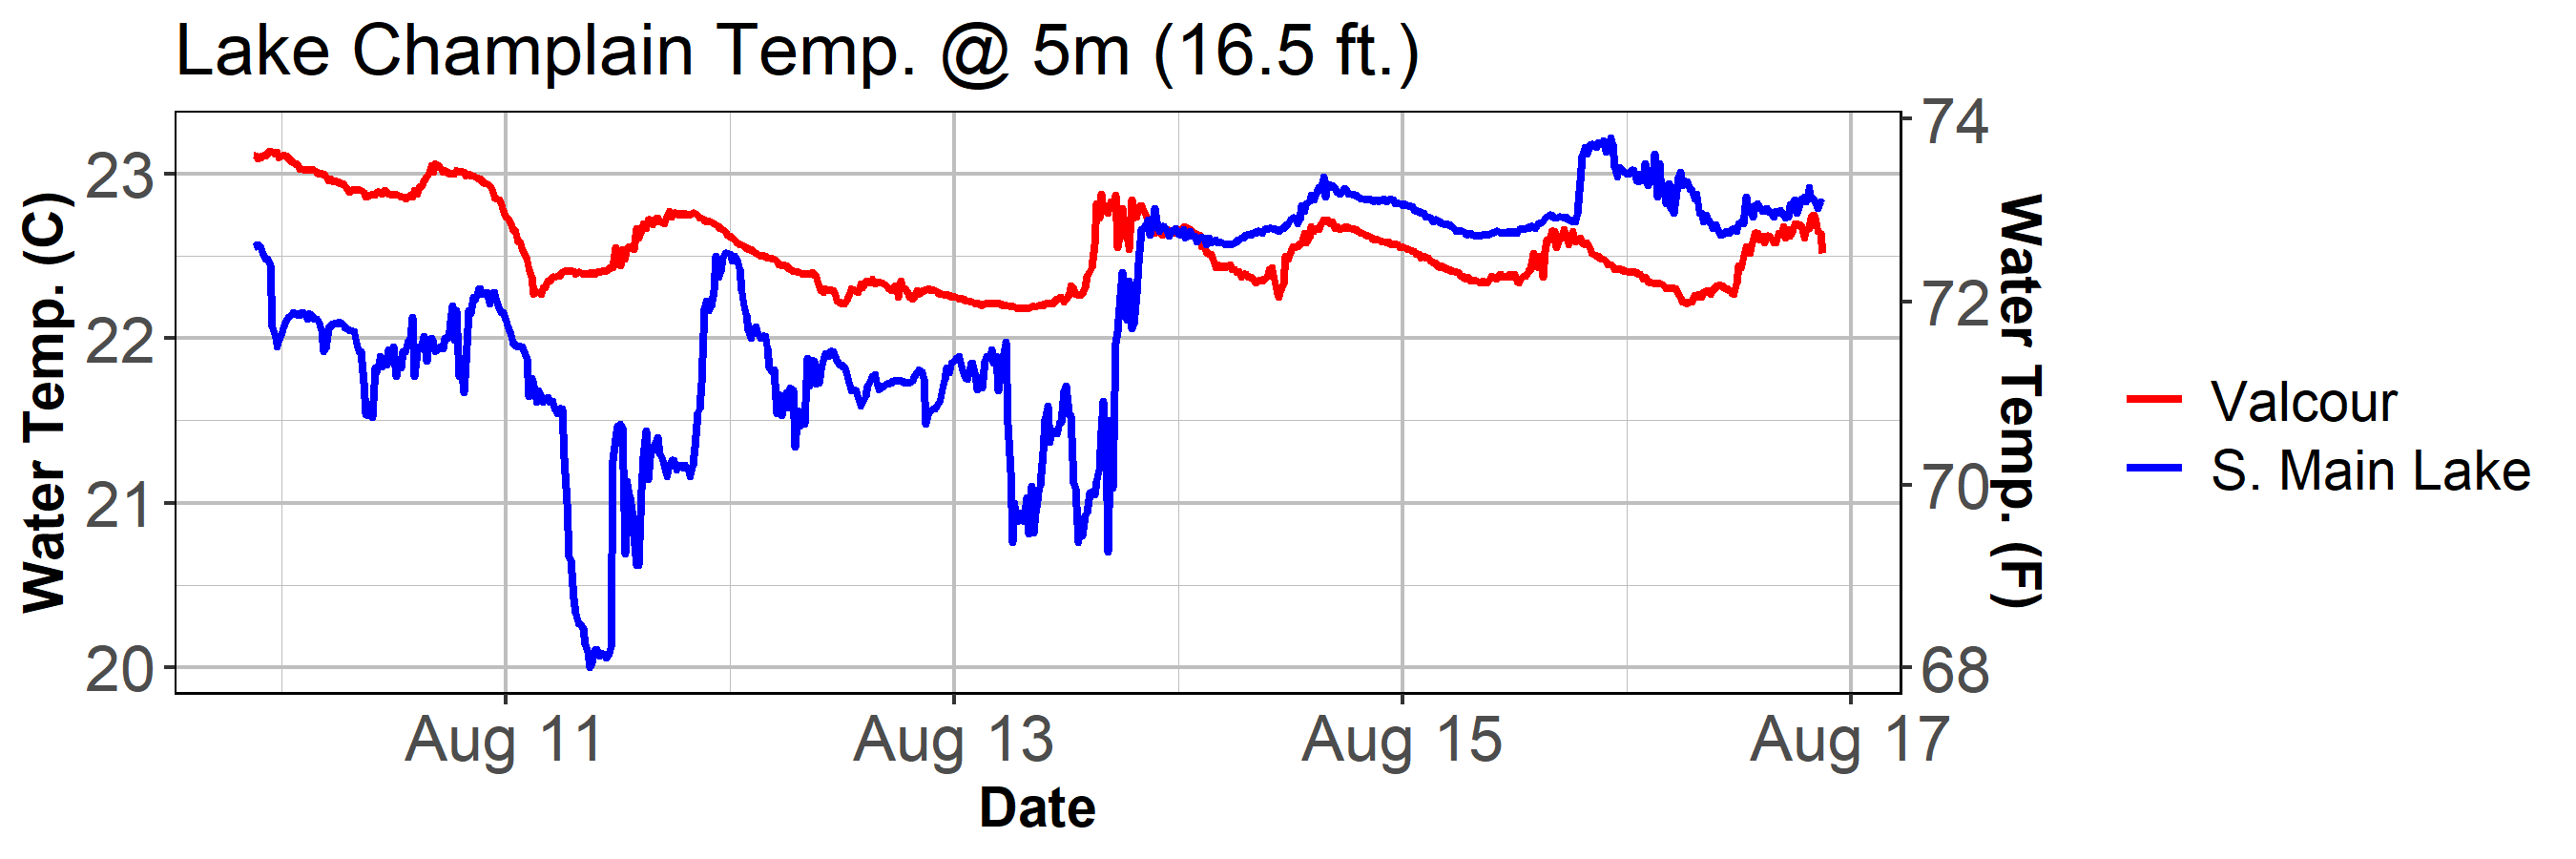 Lake Champlain Temp. @ 5m (16.5 ft.)
Water Temp. (C)
23
22
21
20
74
72
70
68
Water Temp. (F)
Aug 11
Aug 13
Aug 15
Aug 17
Date
Valcour
S. Main Lake